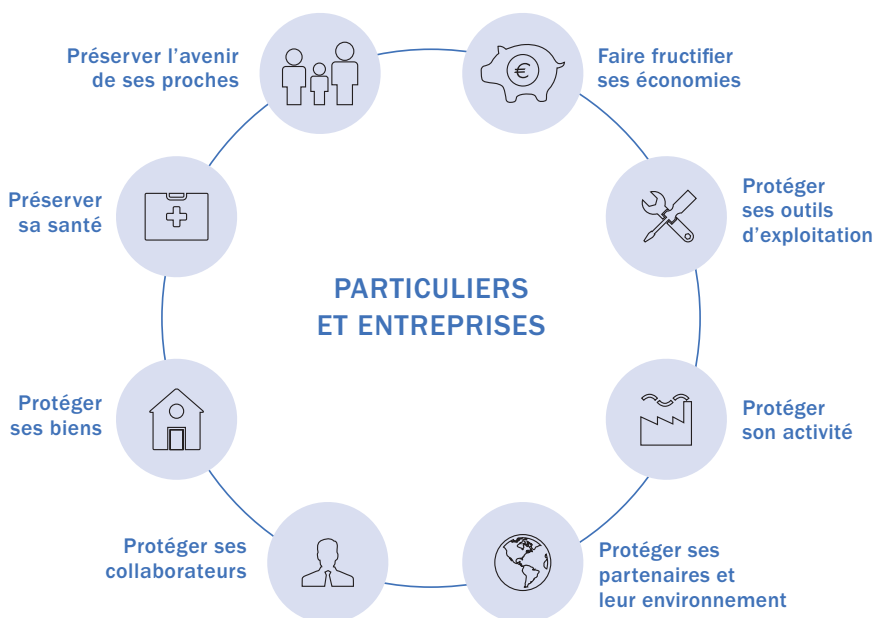 Préserver l’avenir
de ses proches
Faire fructifier
ses économies
Préserver
sa santé
Protéger
ses outils
d’exploitation
PARTICULIERS
ET ENTREPRISES
Protéger
ses biens
Protéger
son activité
Protéger ses
collaborateurs
Protéger ses
partenaires et
leur environnement
€